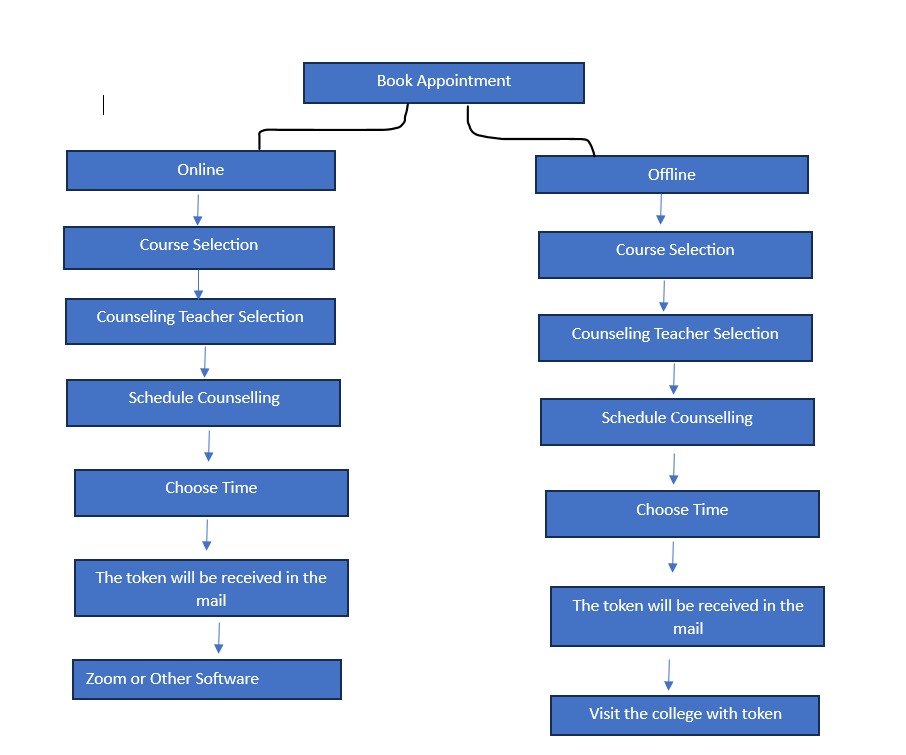 Book Appointment
Online
Course Selection
Counseling Teacher Selection
Schedule Counselling
Choose Time
The token will be received in the
mail
Zoom or Other Software
Offline
Course Selection
Counseling Teacher Selection
Schedule Counselling
Choose Time
The token will be received in the
mail
Visit the college with token